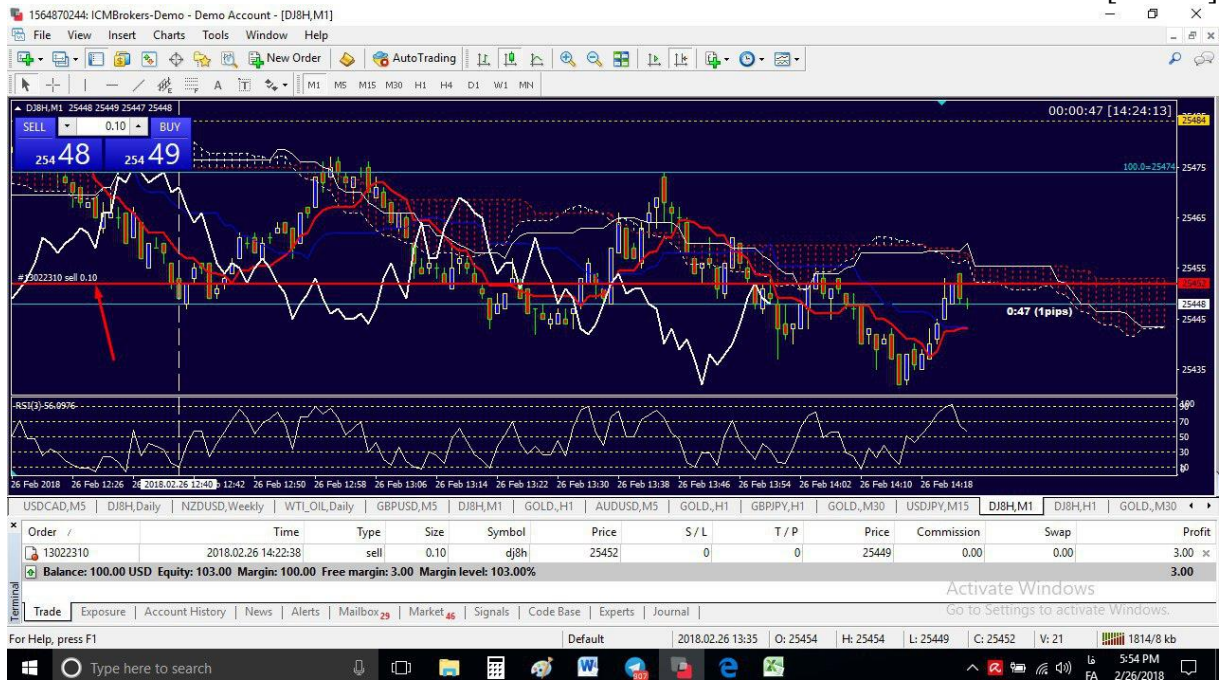 1564870244: ICMBrokers-Demo - Demo Account - [DJ8H,M1]
File View Insert Charts Tools Window Help
New Order AutoTrading
A T M1 M5 M15 M30 H1 H4 D1 W1 MN
DJ8H,M1 25448 25449 25447 25448
00:00:47 [14:24:13]
25484
SELL 0.10 BUY
254 48 254 49
100.0=25474
25475
25465
25455
#13022310 sell 0.10
25452
25448
0:47 (1pips)
25445
25435
RSI(3) 56.0976
100
90
70
50
30
10
0
26 Feb 2018 26 Feb 12:26 2018.02.26 12:40 26 Feb 12:42 26 Feb 12:50 26 Feb 12:58 26 Feb 13:06 26 Feb 13:14 26 Feb 13:22 26 Feb 13:30 26 Feb 13:38 26 Feb 13:46 26 Feb 13:54 26 Feb 14:02 26 Feb 14:10 26 Feb 14:18
USDCAD,M5 DJ8H,Daily NZDUSD,Weekly WTI_OIL,Daily GBPUSD,M5 DJ8H,M1 GOLD.,H1 AUDUSD,M5 GOLD.,H1 GBPJPY,H1 GOLD.,M30 USDJPY,M15 DJ8H,M1 DJ8H,H1 GOLD.,M30
Order / Time Type Size Symbol Price S / L T / P Price Commission Swap Profit
13022310 2018.02.26 14:22:38 sell 0.10 dj8h 25452 0 0 25449 0.00 0.00 3.00
Balance: 100.00 USD Equity: 103.00 Margin: 100.00 Free margin: 3.00 Margin level: 103.00% 3.00
Activate Windows
Go to Settings to activate Windows.
Terminal
Trade Exposure Account History News Alerts Mailbox 29 Market 46 Signals Code Base Experts Journal
For Help, press F1 Default 2018.02.26 13:35 O: 25454 H: 25454 L: 25449 C: 25452 V: 21 1814/8 kb
Type here to search
907
فا
FA
5:54 PM
2/26/2018